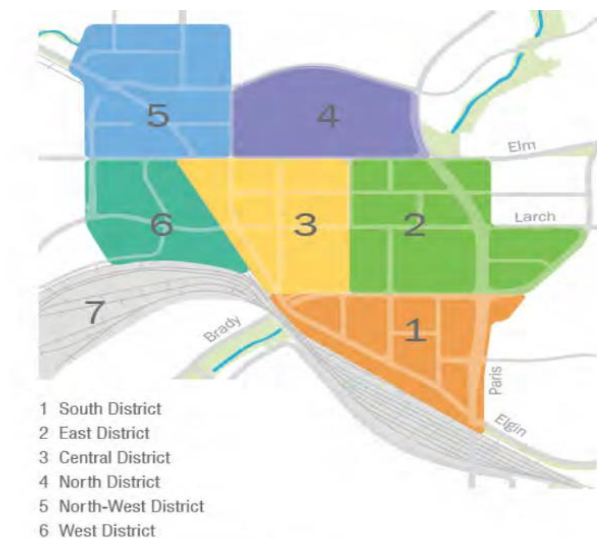 5
4
Elm
6
3
2
Larch
7
Brady
1
Paris
Elgin
1 South District
2 East District
3 Central District
4 North District
5 North-West District
6 West District